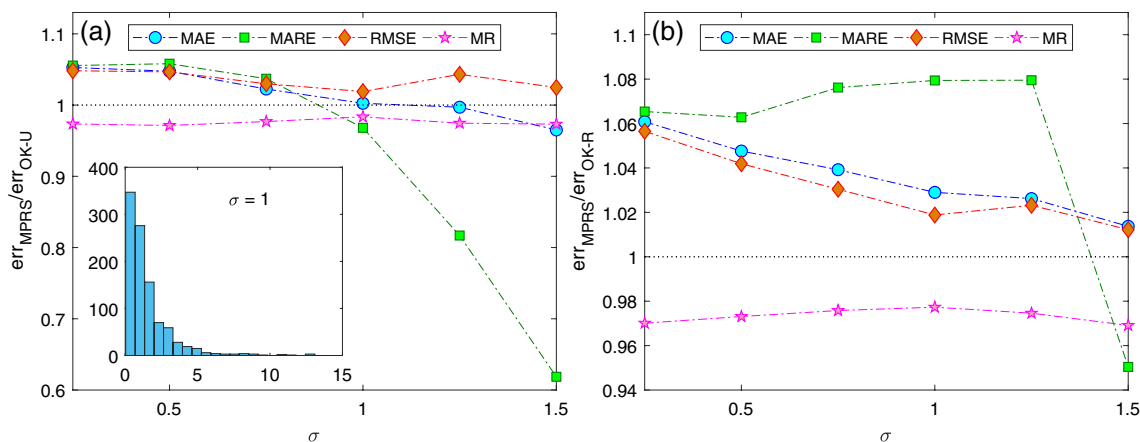 (a)
MAE MARE RMSE MR
1.1
1
0.9
0.8
0.7
0.6
err_MPRS/err_OK-U
400
300
200
100
0
σ = 1
0 5 10 15
0.5 1 1.5
σ
(b)
MAE MARE RMSE MR
1.1
1.08
1.06
1.04
1.02
1
0.98
0.96
0.94
err_MPRS/err_OK-R
0.5 1 1.5
σ